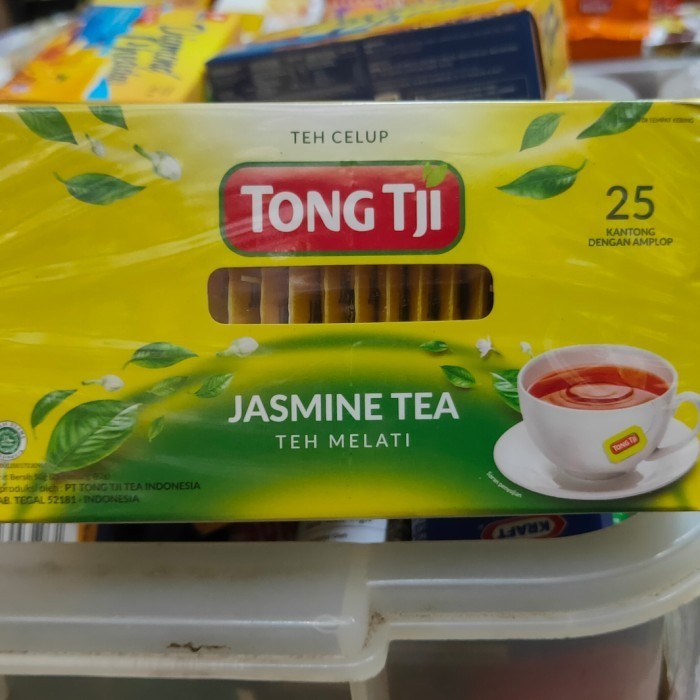 TEH CELUP
TONG TJI
25
KANTONG
DENGAN AMPLOP
JASMINE TEA
TEH MELATI
TONG TJI
PT TONG TJI TEA INDONESIA
TEGAL 52181 - INDONESIA
KRAFT